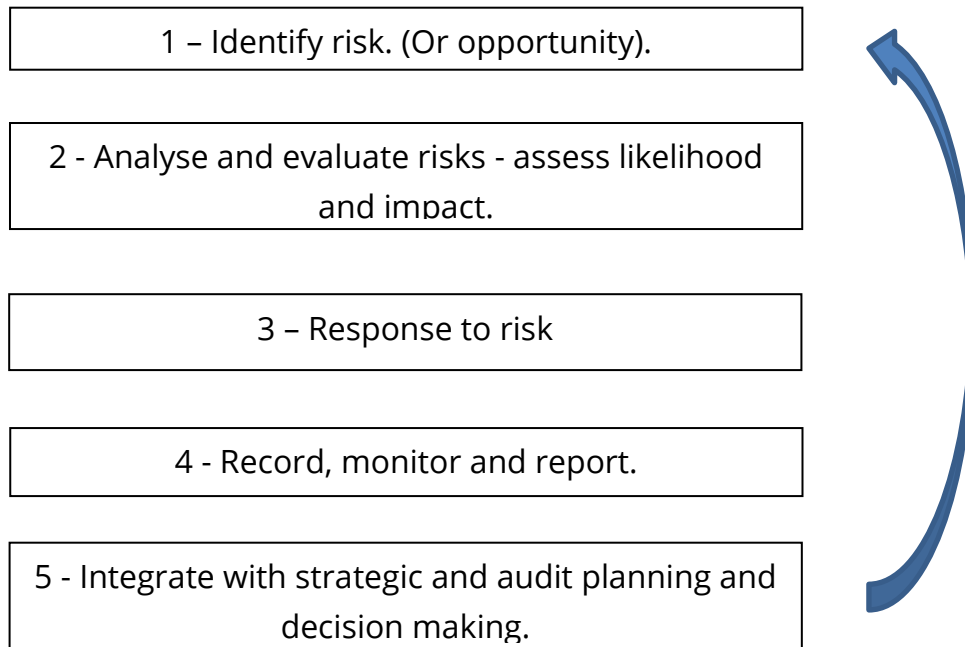 1 – Identify risk. (Or opportunity).
2 - Analyse and evaluate risks - assess likelihood
and impact.
3 – Response to risk
4 - Record, monitor and report.
5 - Integrate with strategic and audit planning and
decision making.